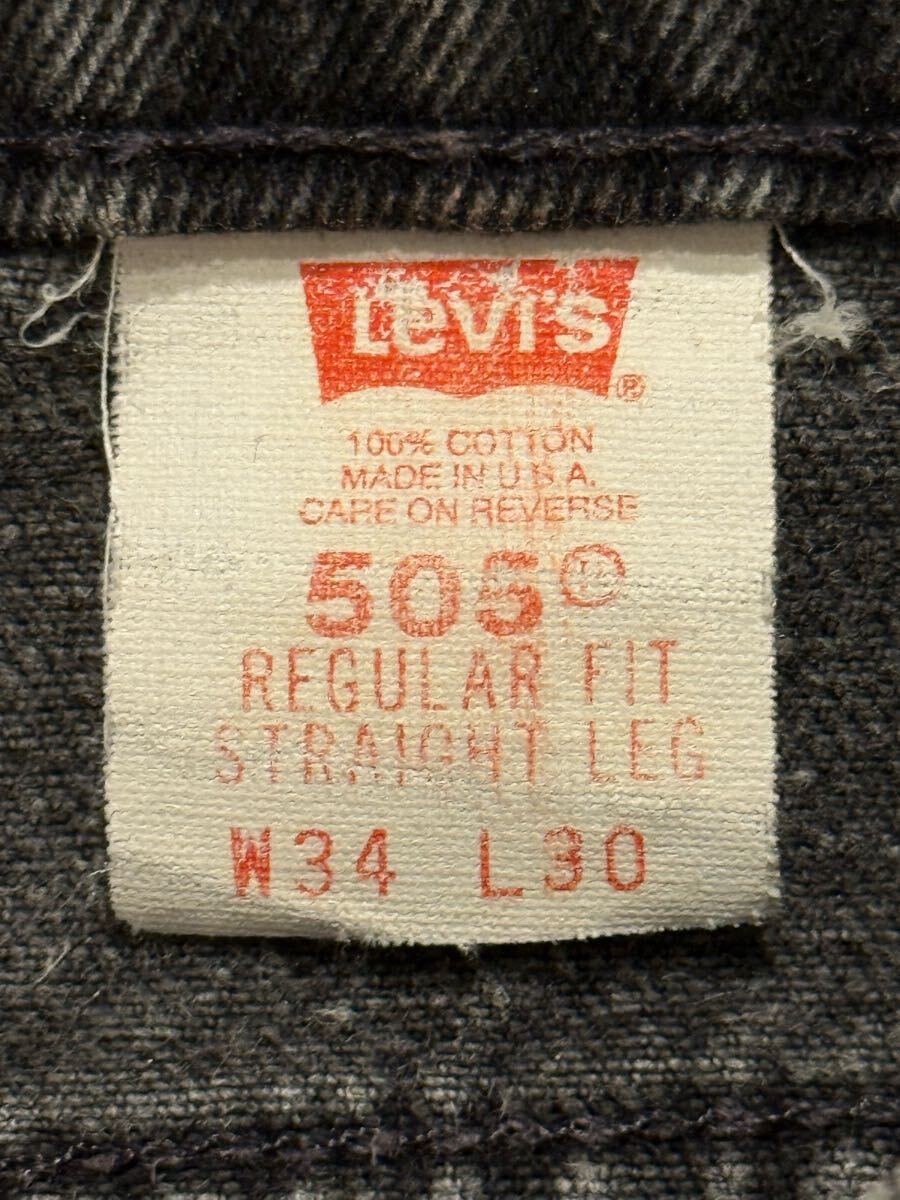 Levi's®
100% COTTON
MADE IN U.S.A.
CARE ON REVERSE
505®
REGULAR FIT
STRAIGHT LEG
W34 L30